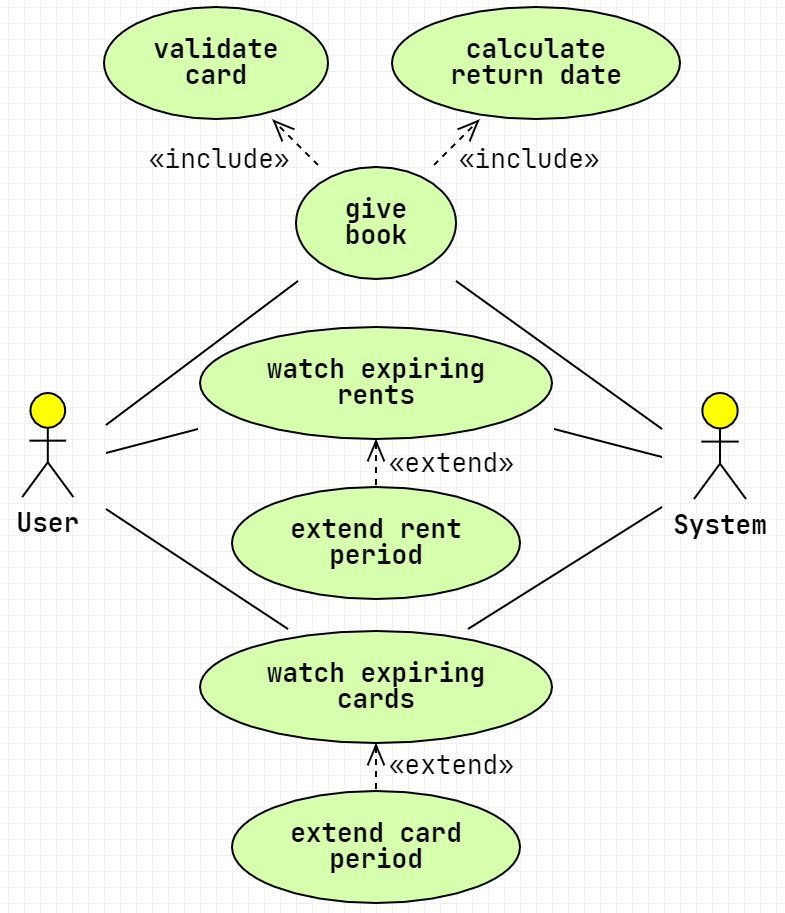 validate
card
calculate
return date
«include»
«include»
give
book
watch expiring
rents
«extend»
User
System
extend rent
period
watch expiring
cards
«extend»
extend card
period